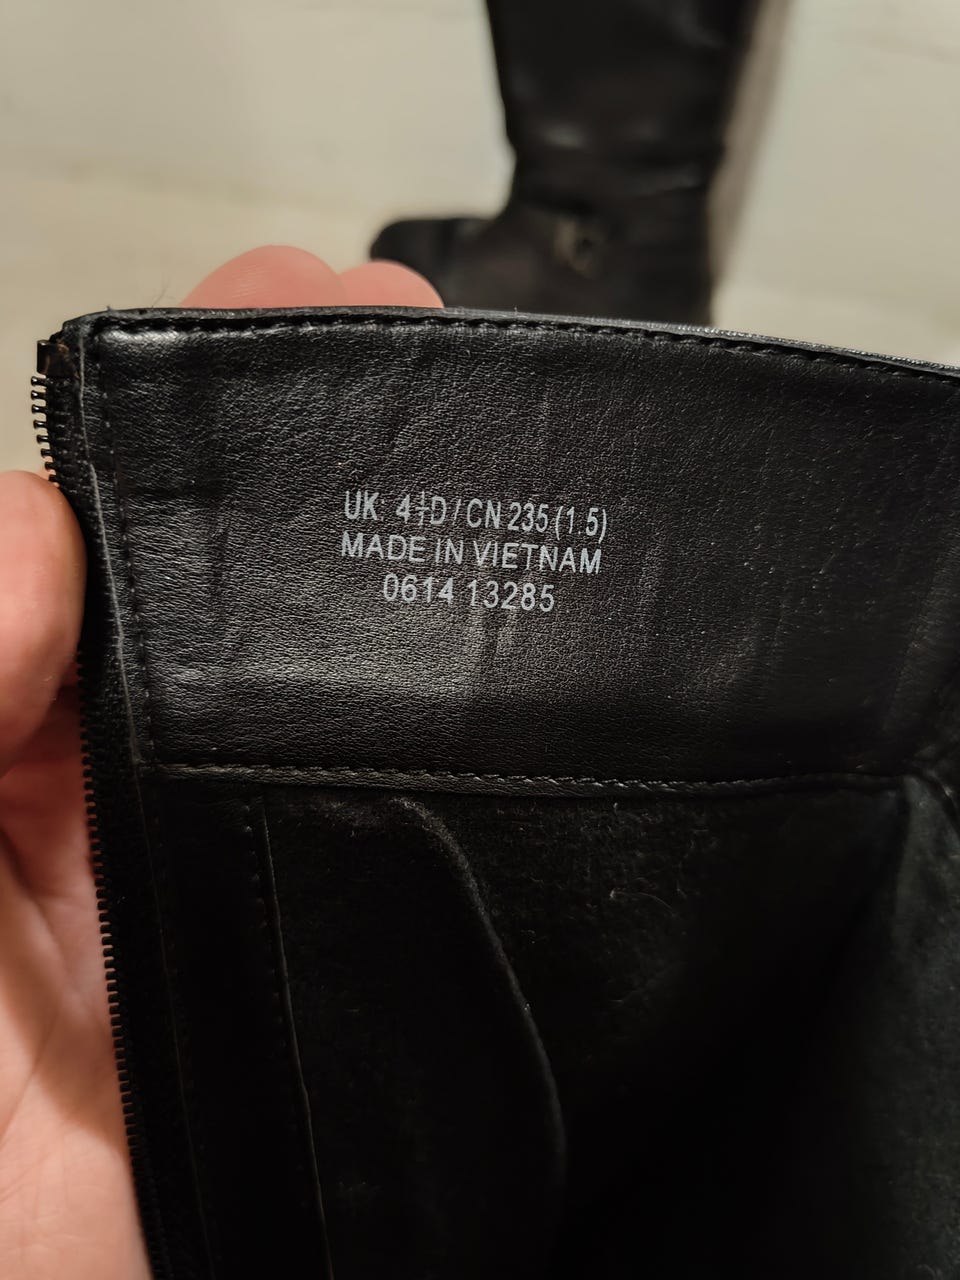 UK: 4½D/CN 235 (1.5)
MADE IN VIETNAM
0614 13285